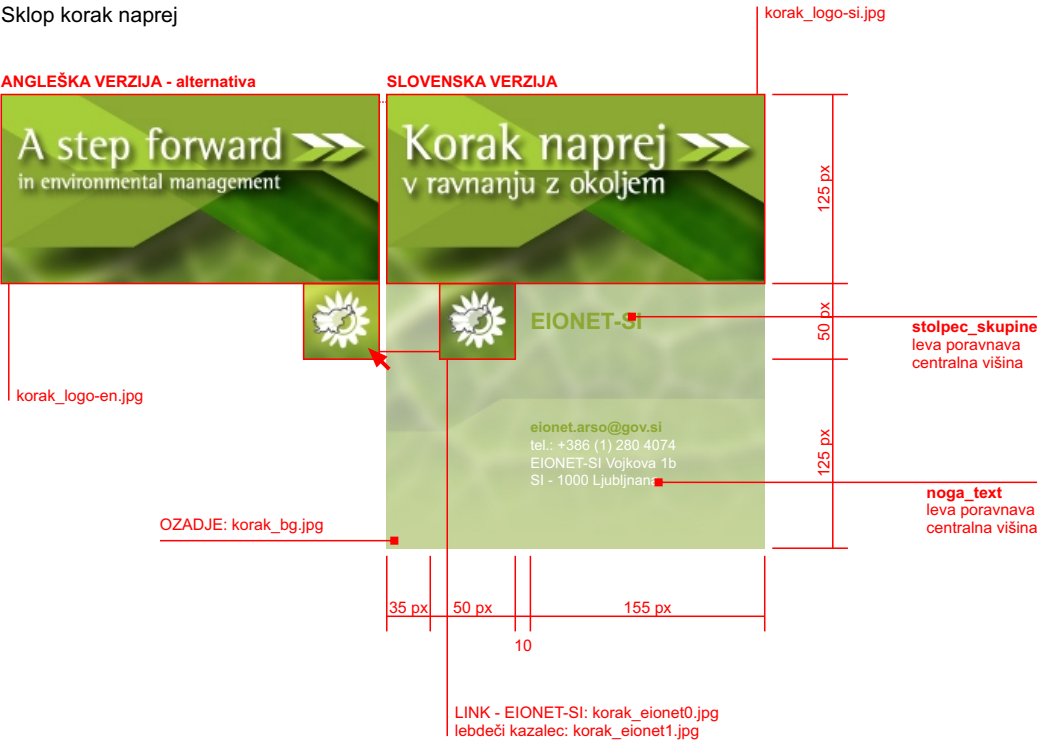 Sklop korak naprej
korak_logo-si.jpg
ANGLEŠKA VERZIJA - alternativa
SLOVENSKA VERZIJA
A step forward
in environmental management
Korak naprej
v ravnanju z okoljem
125 px
EIONET-SI
50 px
stolpec_skupine
leva poravnava
centralna višina
korak_logo-en.jpg
eionet.arso@gov.si
tel.: +386 (1) 280 4074
EIONET-SI Vojkova 1b
SI - 1000 Ljubljnana
125 px
noga_text
leva poravnava
centralna višina
OZADJE: korak_bg.jpg
35 px
50 px
155 px
10
LINK - EIONET-SI: korak_eionet0.jpg
lebdeči kazalec: korak_eionet1.jpg